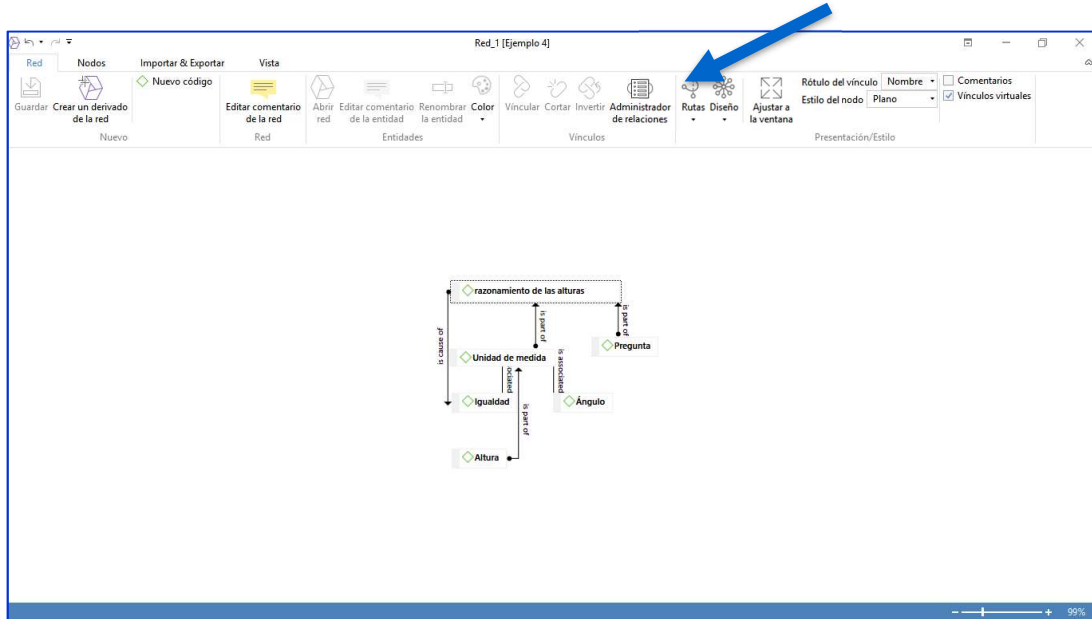 Red_1 [Ejemplo 4]
Red Nodos Importar & Exportar Vista
Guardar
Crear un derivado
de la red
Nuevo código
Nuevo
Editar comentario
de la red
Red
Abrir
red
Editar comentario
de la entidad
Renombrar
la entidad
Color
Entidades
Vincular
Cortar
Invertir
Administrador
de relaciones
Vínculos
Rutas
Diseño
Ajustar a
la ventana
Rótulo del vínculo Nombre
Estilo del nodo Plano
Comentarios
Vínculos virtuales
Presentación/Estilo
razonamiento de las alturas
is part of
is part of
is cause of
Pregunta
Unidad de medida
ociated
is associated
Igualdad
Ángulo
is part of
Altura
99%